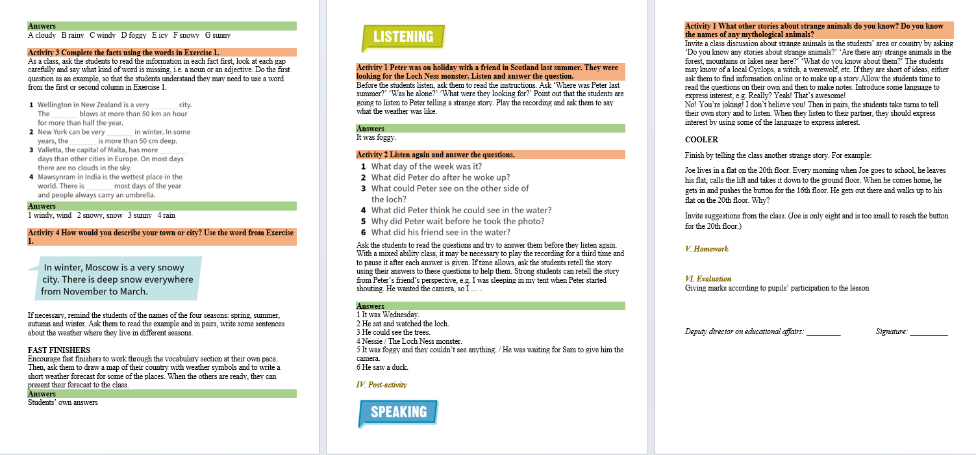 Answers
A cloudy B rainy C windy D foggy E icy F snowy G sunny
Activity 3 Complete the facts using the words in Exercise 1.
As a class, ask the students to read the information in each fact first, look at each gap
carefully and say what kind of word is missing, i.e. a noun or an adjective. Do the first
question as an example, so that the students understand they may need to use a word
from the first or second column in Exercise 1.
1 Wellington in New Zealand is a very ______ city.
The ______ blows at more than 50 km an hour
for more than half the year.
2 New York can be very ______ in winter. In some
years, the ______ is more than 50 cm deep.
3 Valletta, the capital of Malta, has more ______
days than other cities in Europe. On most days
there are no clouds in the sky.
4 Mawsynram in India is the wettest place in the
world. There is ______ most days of the year
and people always carry an umbrella.
Answers
1 windy, wind 2 snowy, snow 3 sunny 4 rain
Activity 4 How would you describe your town or city? Use the word from Exercise
1.
In winter, Moscow is a very snowy
city. There is deep snow everywhere
from November to March.
If necessary, remind the students of the names of the four seasons: spring, summer,
autumn and winter. Ask them to read the example and in pairs, write some sentences
about the weather where they live in different seasons.
FAST FINISHERS
Encourage fast finishers to work through the vocabulary section at their own pace.
Then, ask them to draw a map of their country with weather symbols and to write a
short weather forecast for some of the places. When the others are ready, they can
present their forecast to the class.
Answers
Students' own answers
LISTENING
Activity 1 Peter was on holiday with a friend in Scotland last summer. They were
looking for the Loch Ness monster. Listen and answer the question.
Before the students listen, ask them to read the instructions. Ask 'Where was Peter last
summer?' 'Was he alone?' 'What were they looking for?' Point out that the students are
going to listen to Peter telling a strange story. Play the recording and ask them to say
what the weather was like.
Answers
It was foggy.
Activity 2 Listen again and answer the questions.
1 What day of the week was it?
2 What did Peter do after he woke up?
3 What could Peter see on the other side of
the loch?
4 What did Peter think he could see in the water?
5 Why did Peter wait before he took the photo?
6 What did his friend see in the water?
Ask the students to read the questions and try to answer them before they listen again.
With a mixed ability class, it may be necessary to play the recording for a third time and
to pause it after each answer is given. If time allows, ask the students retell the story
using their answers to these questions to help them. Strong students can retell the story
from Peter's friend's perspective, e.g. I was sleeping in my tent when Peter started
shouting. He wanted the camera, so I … .
Answers
1 It was Wednesday.
2 He sat and watched the loch.
3 He could see the trees.
4 Nessie / The Loch Ness monster.
5 It was foggy and they couldn't see anything. / He was waiting for Sam to give him the
camera.
6 He saw a duck.
IV. Post-activity
SPEAKING
Activity 1 What other stories about strange animals do you know? Do you know
the names of any mythological animals?
Invite a class discussion about strange animals in the students' area or country by asking
'Do you know any stories about strange animals?' 'Are there any strange animals in the
forest, mountains or lakes near here?' 'What do you know about them?' The students
may know of a local Cyclops, a witch, a werewolf, etc. If they are short of ideas, either
ask them to find information online or to make up a story.Allow the students time to
read the questions on their own and then to make notes. Introduce some language to
express interest, e.g. Really? Yeah! That's awesome!
No! You're joking! I don't believe you! Then in pairs, the students take turns to tell
their own story and to listen. When they listen to their partner, they should express
interest by using some of the language to express interest.
COOLER
Finish by telling the class another strange story. For example:
Joe lives in a flat on the 20th floor. Every morning when Joe goes to school, he leaves
his flat, calls the lift and takes it down to the ground floor. When he comes home, he
gets in and pushes the button for the 16th floor. He gets out there and walks up to his
flat on the 20th floor. Why?
Invite suggestions from the class. (Joe is only eight and is too small to reach the button
for the 20th floor.)
V. Homework
VI. Evaluation
Giving marks according to pupils' participation to the lesson
Deputy director on educational affairs: ________ Signature: ________